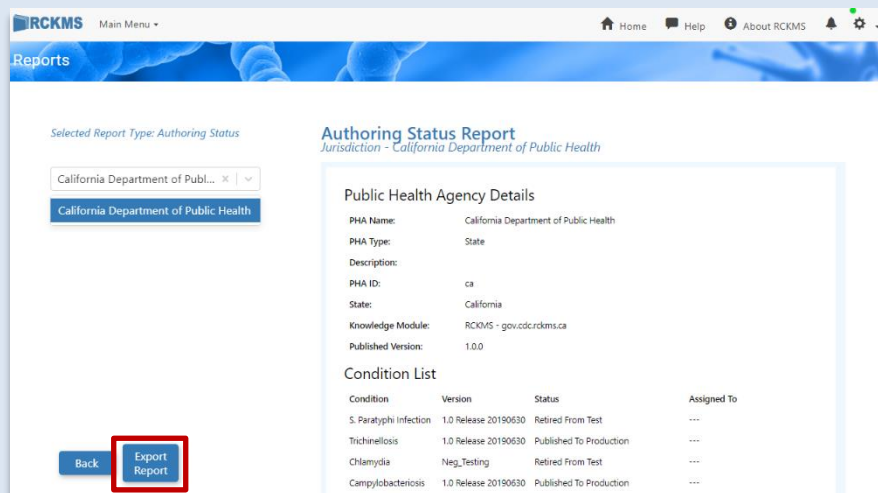 RCKMS Main Menu Home Help About RCKMS
Reports
Selected Report Type: Authoring Status
California Department of Publ...
California Department of Public Health
Back
Export
Report
Authoring Status Report
Jurisdiction - California Department of Public Health
Public Health Agency Details
PHA Name: California Department of Public Health
PHA Type: State
Description:
PHA ID: ca
State: California
Knowledge Module: RCKMS - gov.cdc.rckms.ca
Published Version: 1.0.0
Condition List
Condition Version Status Assigned To
S. Paratyphi Infection 1.0 Release 20190630 Retired From Test ---
Trichinellosis 1.0 Release 20190630 Published To Production ---
Chlamydia Neg_Testing Retired From Test ---
Campylobacteriosis 1.0 Release 20190630 Published To Production ---